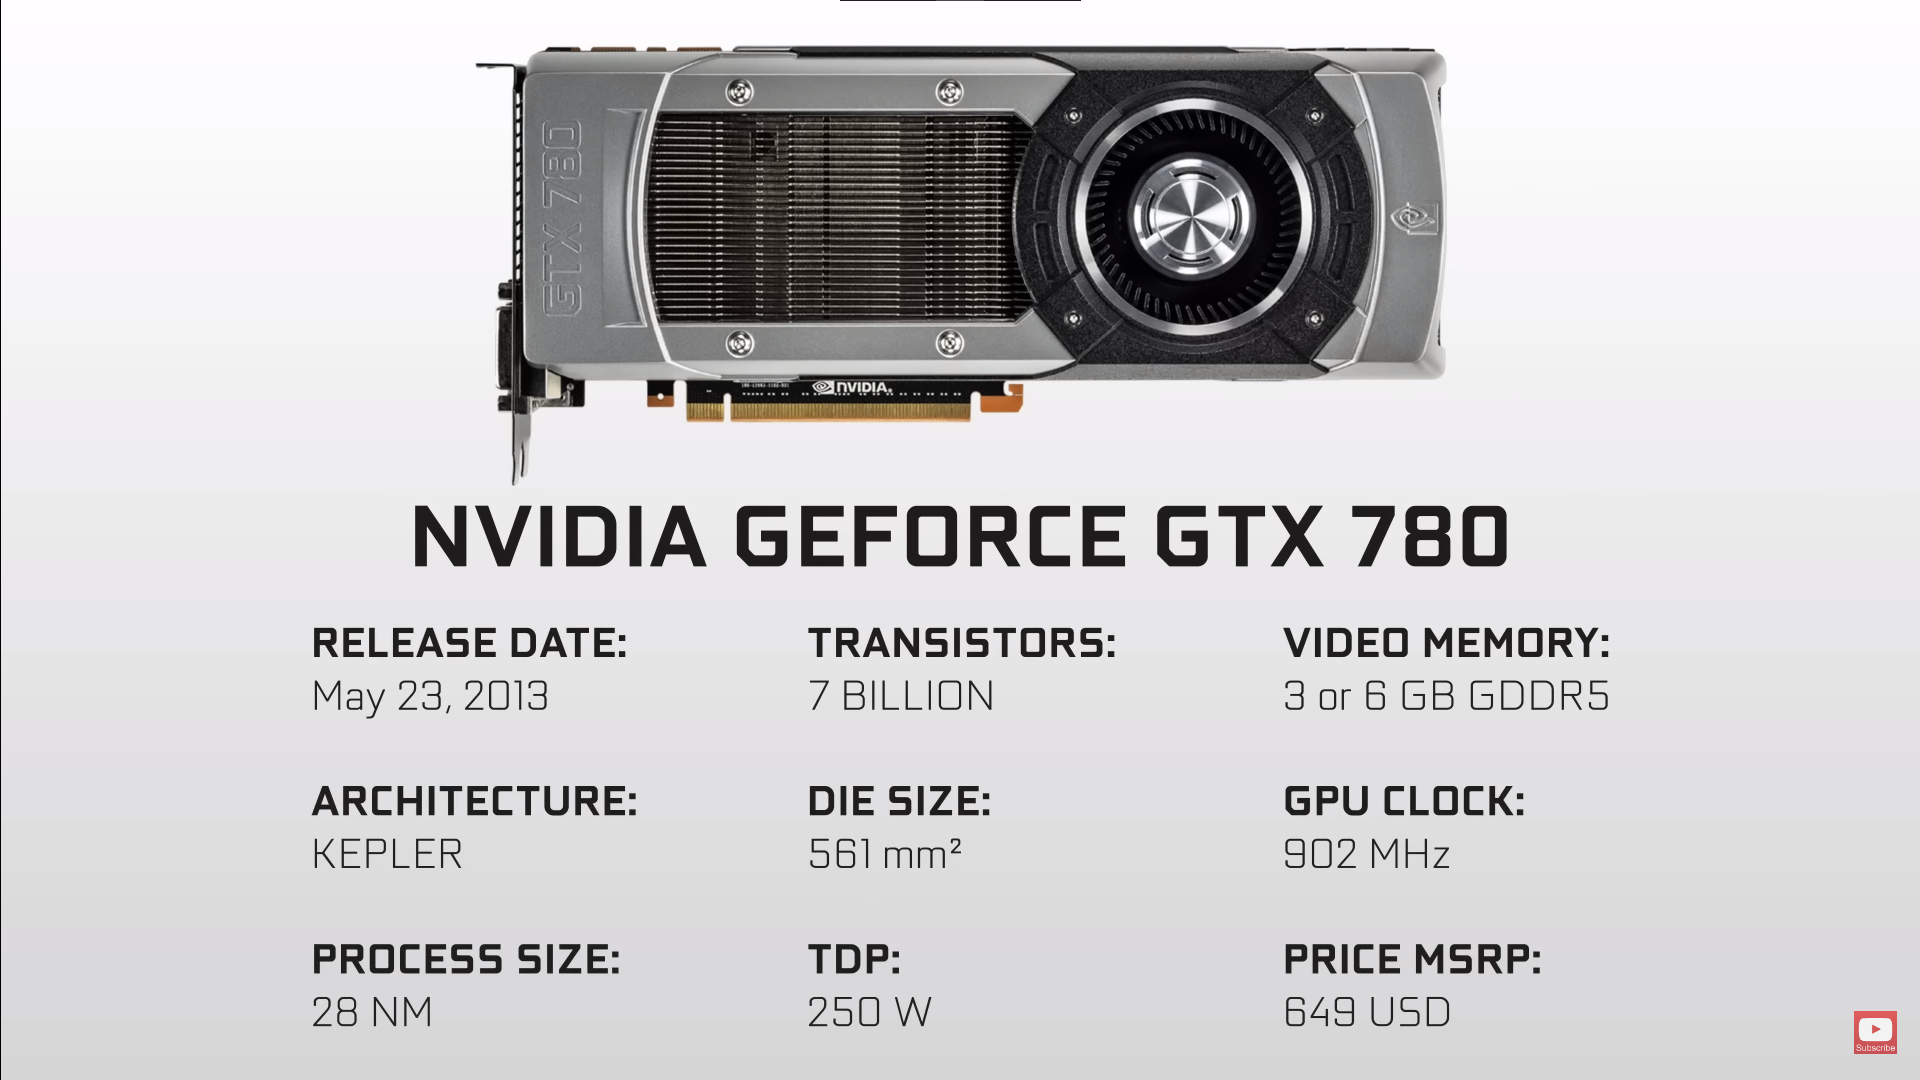 GTX 780
NVIDIA.
NVIDIA GEFORCE GTX 780
RELEASE DATE:
May 23, 2013
TRANSISTORS:
7 BILLION
VIDEO MEMORY:
3 or 6 GB GDDR5
ARCHITECTURE:
KEPLER
DIE SIZE:
561 mm²
GPU CLOCK:
902 MHz
PROCESS SIZE:
28 NM
TDP:
250 W
PRICE MSRP:
649 USD
Subscribe